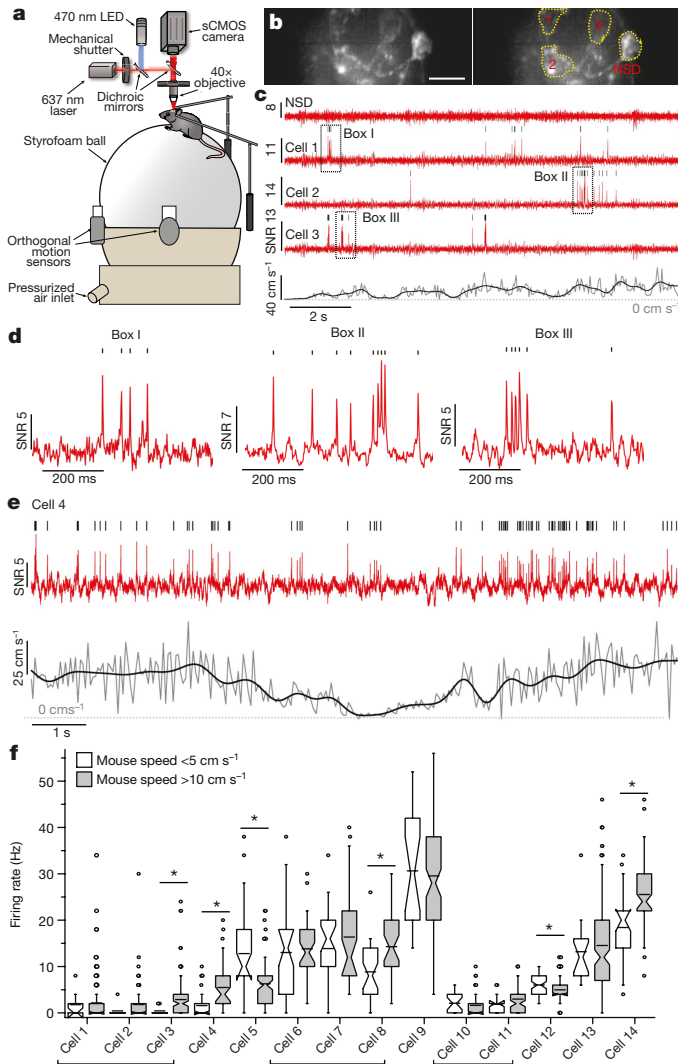 a
470 nm LED
sCMOS
camera
Mechanical
shutter
40×
objective
637 nm
laser
Dichroic
mirrors
Styrofoam ball
Orthogonal
motion
sensors
Pressurized
air inlet
b
1
2
3
NSD
c
8
NSD
Box I
11
Cell 1
Box II
14
Cell 2
Box III
SNR 13
Cell 3
40 cm s⁻¹
0 cm s⁻
2 s
d
Box I
Box II
Box III
SNR 5
SNR 7
SNR 5
200 ms
200 ms
200 ms
e
Cell 4
SNR 5
25 cm s⁻¹
0 cms⁻¹
1 s
f
Mouse speed <5 cm s⁻¹
Mouse speed >10 cm s⁻¹
Firing rate (Hz)
50
40
30
20
10
0
* * * * * *
Cell 1
Cell 2
Cell 3
Cell 4
Cell 5
Cell 6
Cell 7
Cell 8
Cell 9
Cell 10
Cell 11
Cell 12
Cell 13
Cell 14